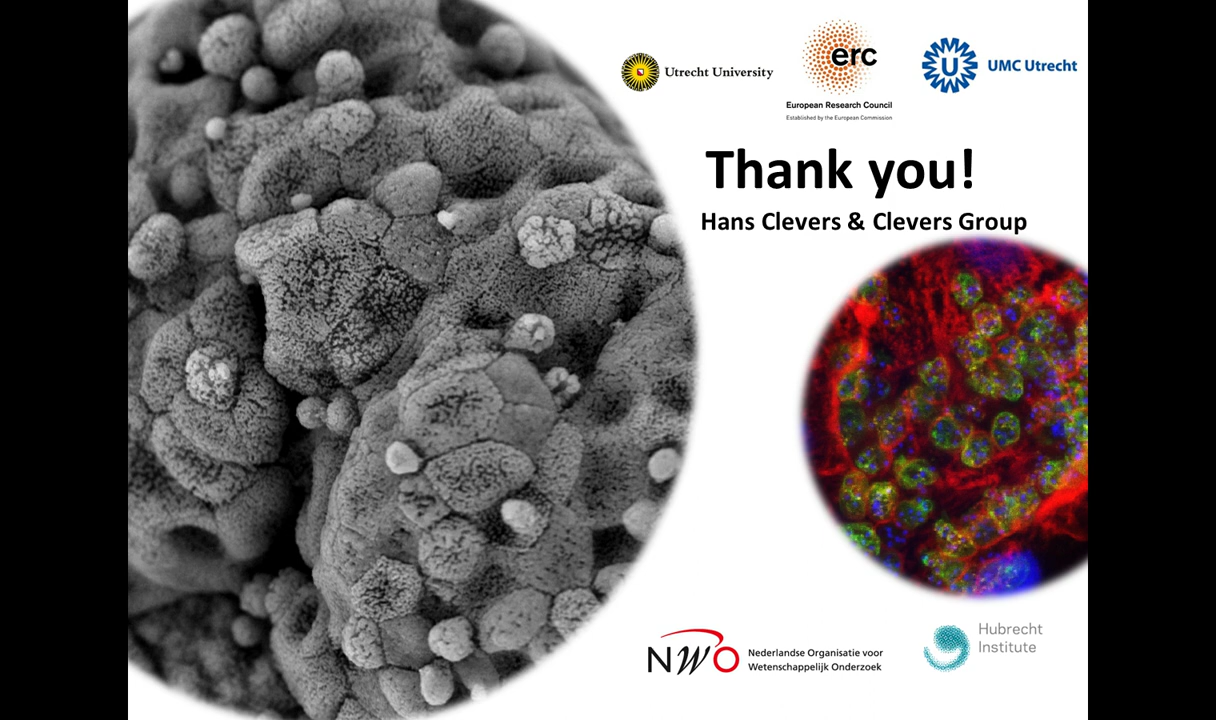 Utrecht University
erc
European Research Council
Established by the European Commission
U
UMC Utrecht
Thank you!
Hans Clevers & Clevers Group
NWO
Nederlandse Organisatie voor
Wetenschappelijk Onderzoek
Hubrecht
Institute